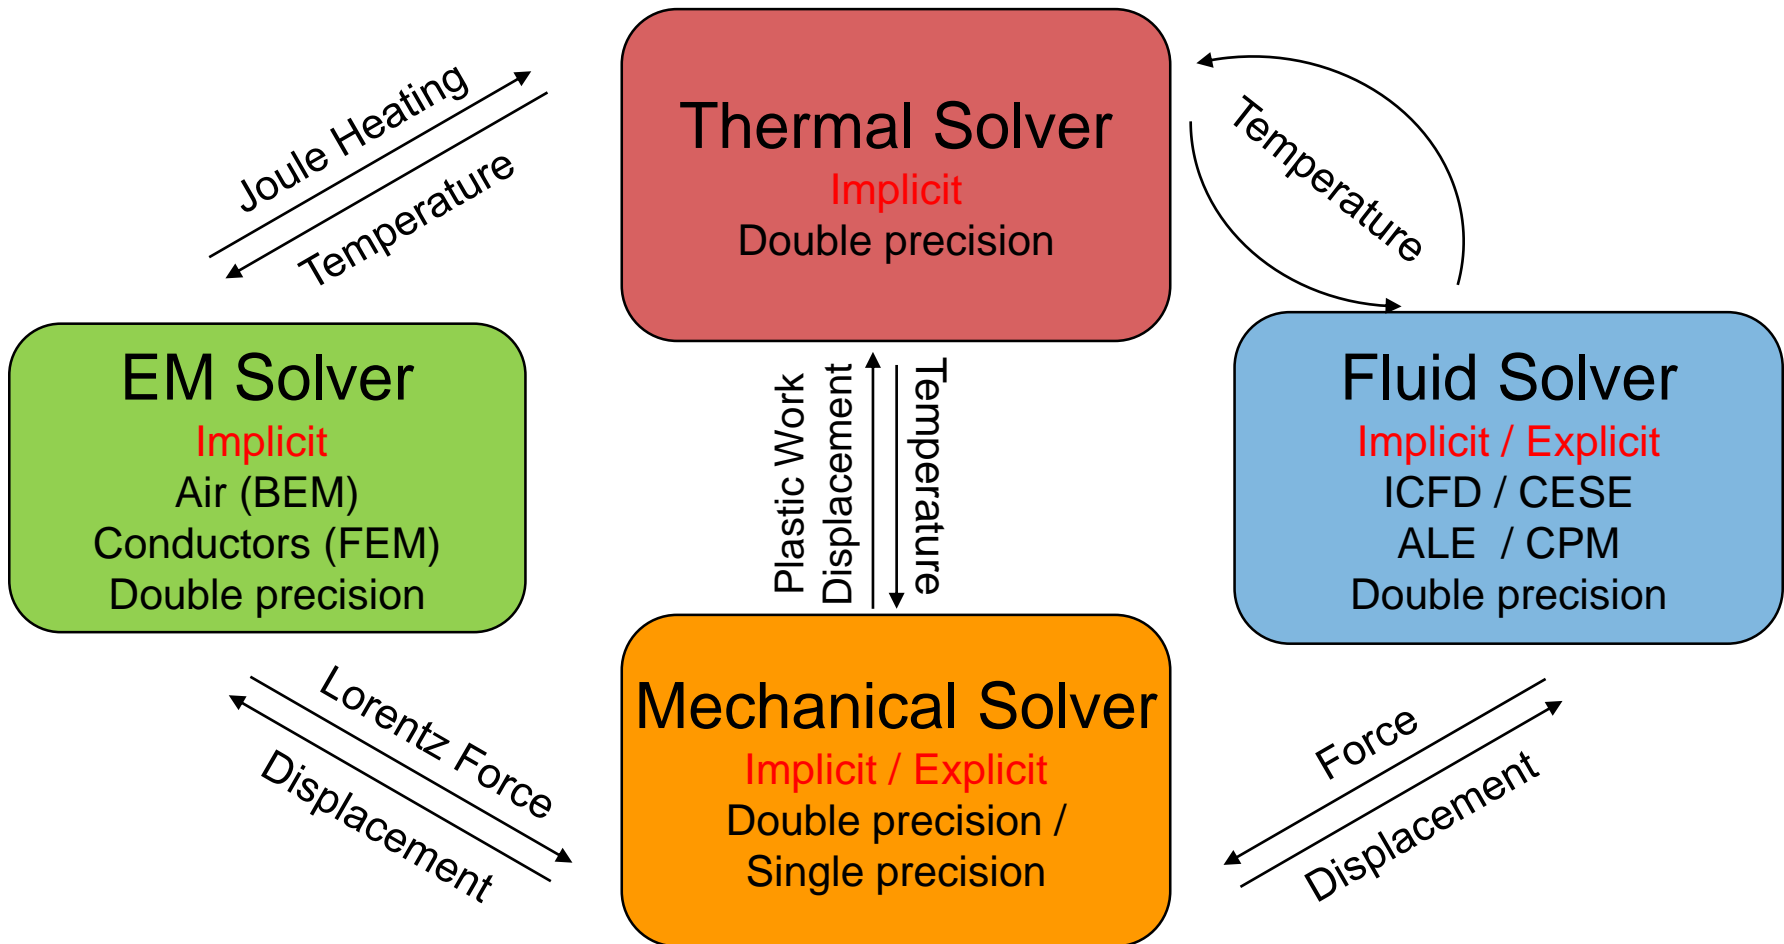 Joule Heating
Temperature
Thermal Solver
Implicit
Double precision
Temperature
EM Solver
Implicit
Air (BEM)
Conductors (FEM)
Double precision
Plastic Work
Displacement
Temperature
Fluid Solver
Implicit / Explicit
ICFD / CESE
ALE / CPM
Double precision
Lorentz Force
Displacement
Mechanical Solver
Implicit / Explicit
Double precision /
Single precision
Force
Displacement